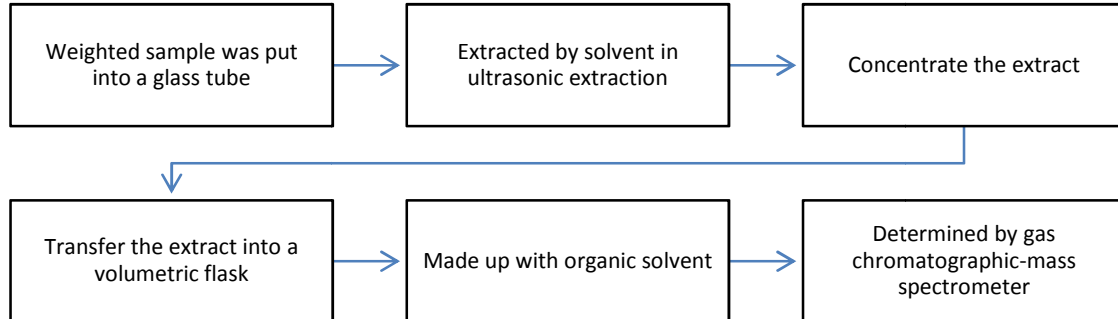 Weighted sample was put
into a glass tube
Extracted by solvent in
ultrasonic extraction
Concentrate the extract
Transfer the extract into a
volumetric flask
Made up with organic solvent
Determined by gas
chromatographic-mass
spectrometer